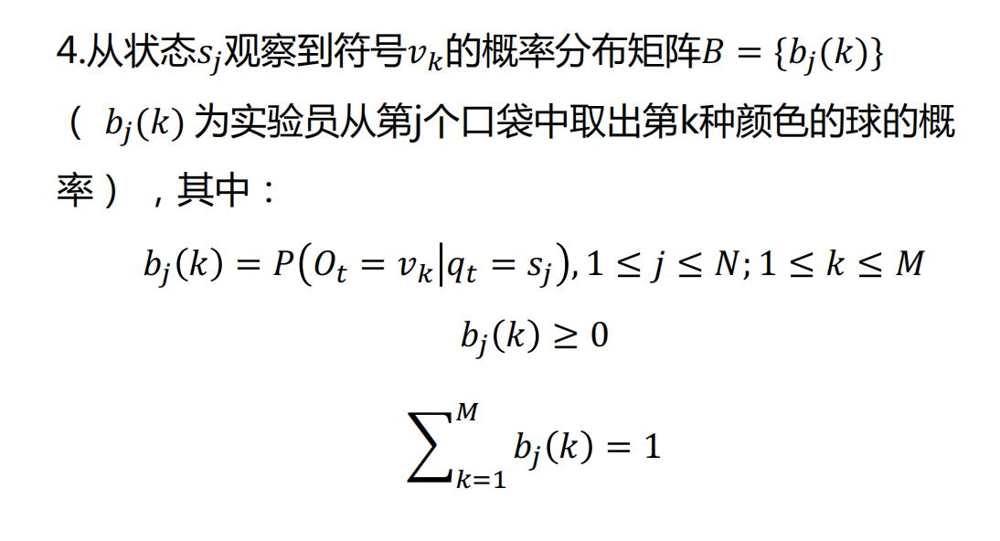 4.从状态$s_j$观察到符号$v_k$的概率分布矩阵$B = \{b_j(k)\}$
（ $b_j(k)$ 为实验员从第j个口袋中取出第k种颜色的球的概
率），其中：
$b_j(k) = P(O_t = v_k|q_t = s_j), 1 \leq j \leq N; 1 \leq k \leq M$
$b_j(k) \geq 0$
$\sum_{k=1}^{M} b_j(k) = 1$